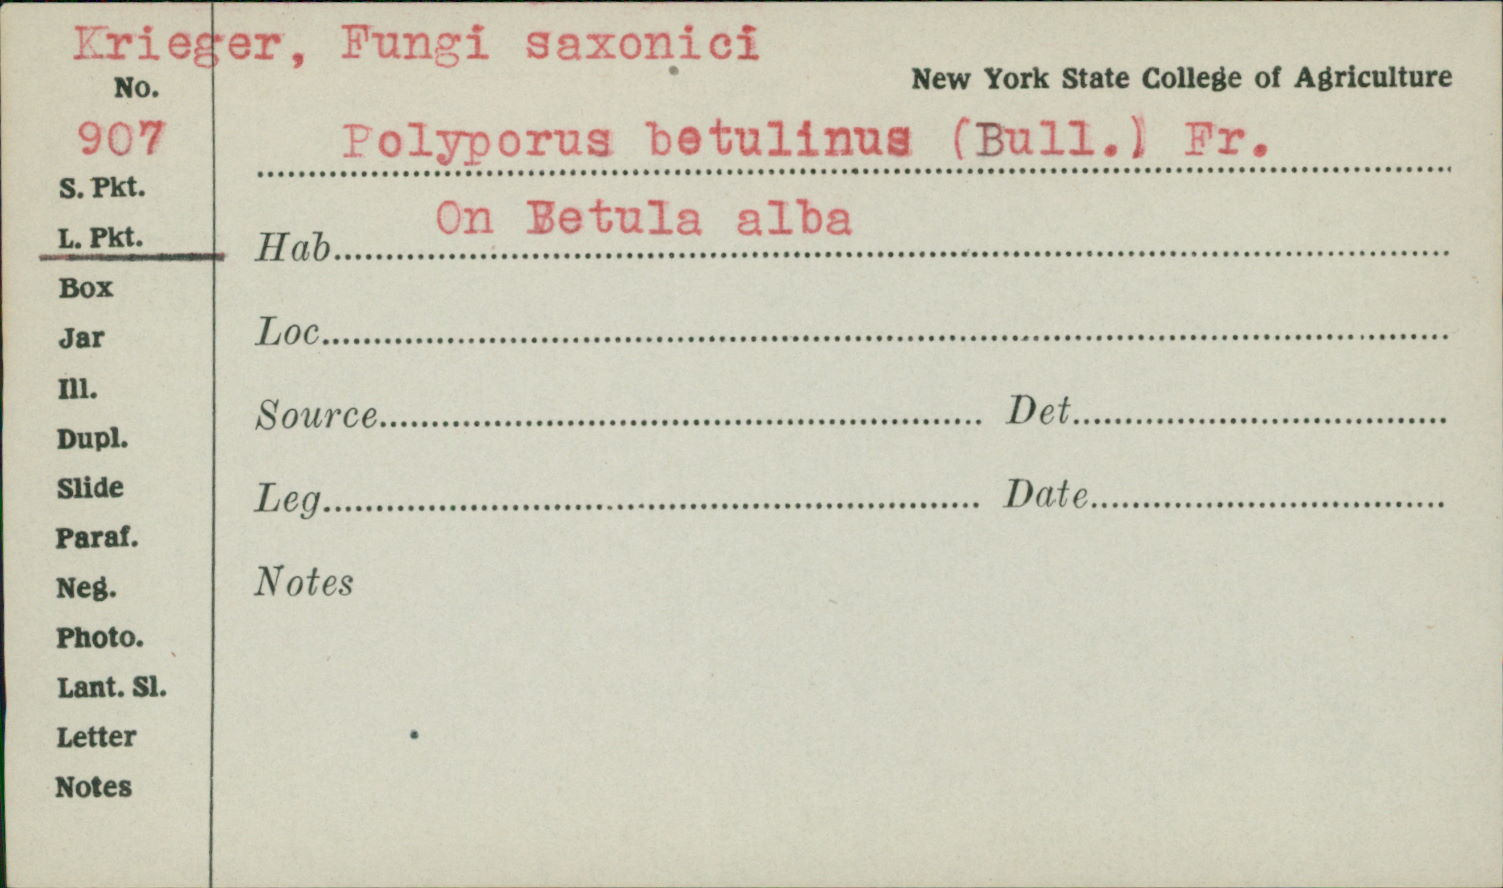 Krieger, Fungi saxonici
New York State College of Agriculture
No.
907
Polyporus betulinus (Bull.) Fr.
S. Pkt.
On Betula alba
L. Pkt.
Hab
Box
Loc
Jar
Ill.
Source Det
Dupl.
Slide
Leg Date
Paraf.
Neg.
Notes
Photo.
Lant. Sl.
Letter
Notes